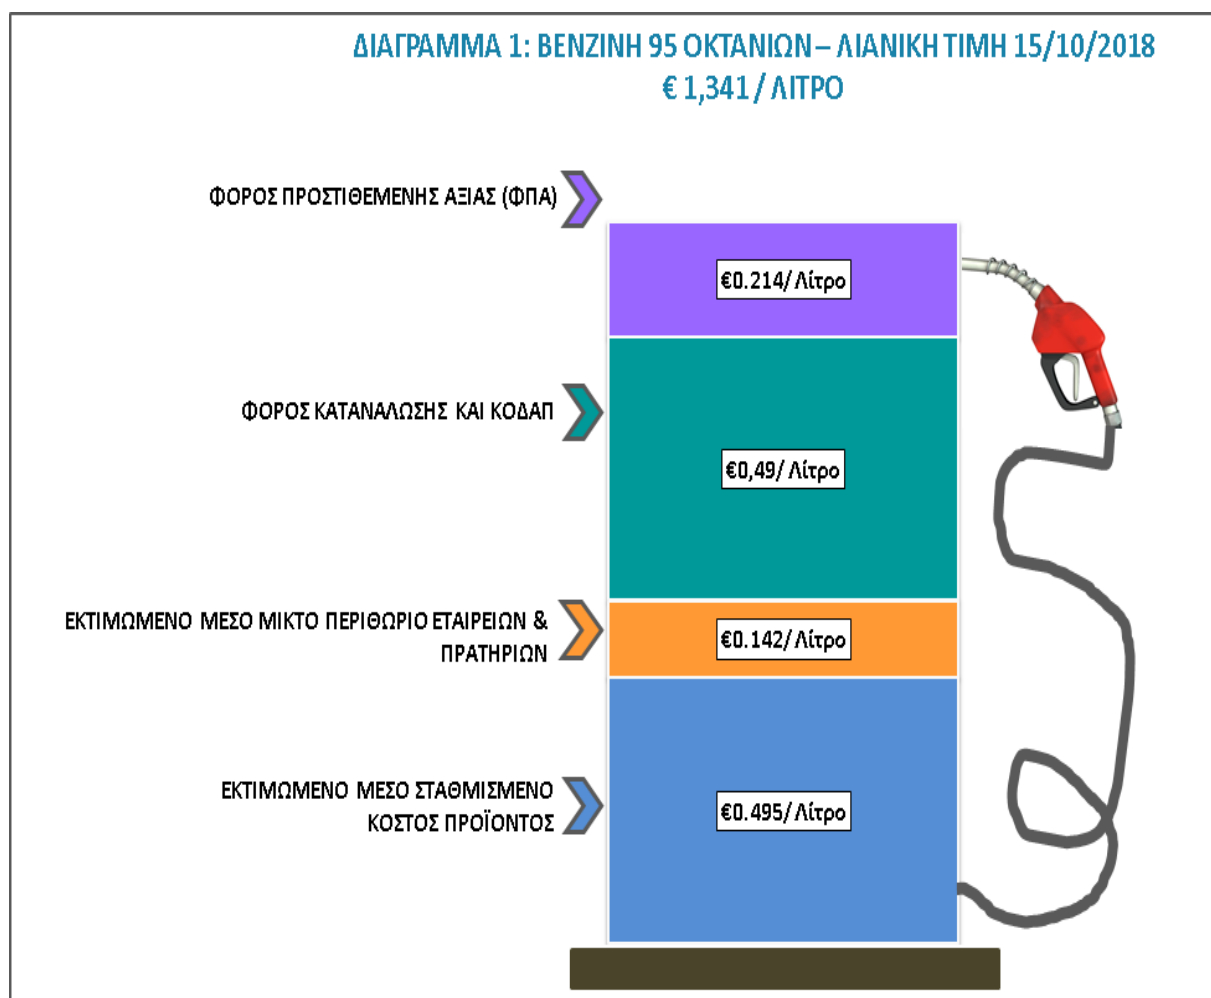 ΔΙΑΓΡΑΜΜΑ 1: ΒΕΝΖΙΝΗ 95 ΟΚΤΑΝΙΩΝ – ΛΙΑΝΙΚΗ ΤΙΜΗ 15/10/2018
€ 1,341 / ΛΙΤΡΟ
ΦΟΡΟΣ ΠΡΟΣΤΙΘΕΜΕΝΗΣ ΑΞΙΑΣ (ΦΠΑ)
€0.214/ Λίτρο
ΦΟΡΟΣ ΚΑΤΑΝΑΛΩΣΗΣ ΚΑΙ ΚΟΔΑΠ
€0,49/ Λίτρο
ΕΚΤΙΜΩΜΕΝΟ ΜΕΣΟ ΜΙΚΤΟ ΠΕΡΙΘΩΡΙΟ ΕΤΑΙΡΕΙΩΝ &
ΠΡΑΤΗΡΙΩΝ
€0.142/ Λίτρο
ΕΚΤΙΜΩΜΕΝΟ ΜΕΣΟ ΣΤΑΘΜΙΣΜΕΝΟ
ΚΟΣΤΟΣ ΠΡΟΪΟΝΤΟΣ
€0.495/ Λίτρο